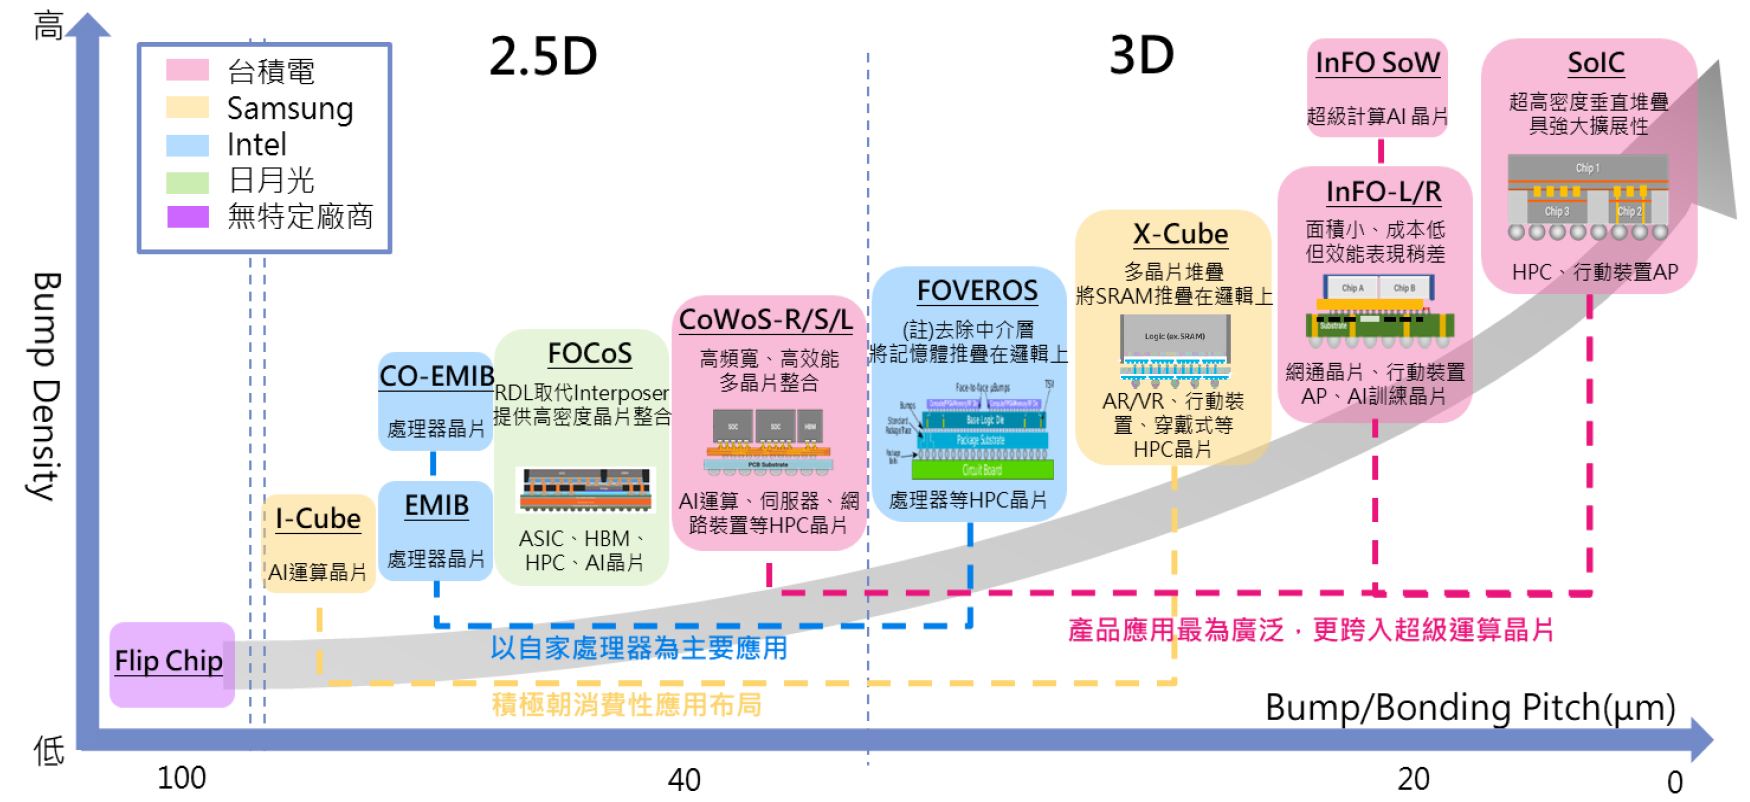 高
2.5D
3D
台積電
Samsung
Intel
日月光
無特定廠商
Bump Density
低
Flip Chip
I-Cube
AI運算晶片
CO-EMIB
處理器晶片
EMIB
處理器晶片
FOCoS
RDL取代Interposer
提供高密度晶片整合
ASIC、HBM、
HPC、AI晶片
CoWoS-R/S/L
高頻寬、高效能
多晶片整合
SOC
SOC
HBM
PCB Substrate
AI運算、伺服器、網
路裝置等HPC晶片
FOVEROS
(註)去除中介層
將記憶體推疊在邏輯上
Face-to-face µBumps
TSV
Bumps
Base Logic Die
Standard
Package Substrate
Package
Balls
Circuit Board
處理器等HPC晶片
X-Cube
多晶片堆疊
將SRAM推疊在邏輯上
Logic (ex.SRAM)
AR/VR、行動裝
置、穿戴式等
HPC晶片
InFO SoW
超級計算AI 晶片
InFO-L/R
面積小、成本低
但效能表現稍差
Chip A
Chip B
Substrate
網通晶片、行動裝置
AP、AI訓練晶片
SoIC
超高密度垂直堆疊
具強大擴展性
Chip 1
Chip 3
Chip 2
HPC、行動裝置AP
以自家處理器為主要應用
積極朝消費性應用布局
產品應用最為廣泛，更跨入超級運算晶片
Bump/Bonding Pitch(µm)
100
40
20
0